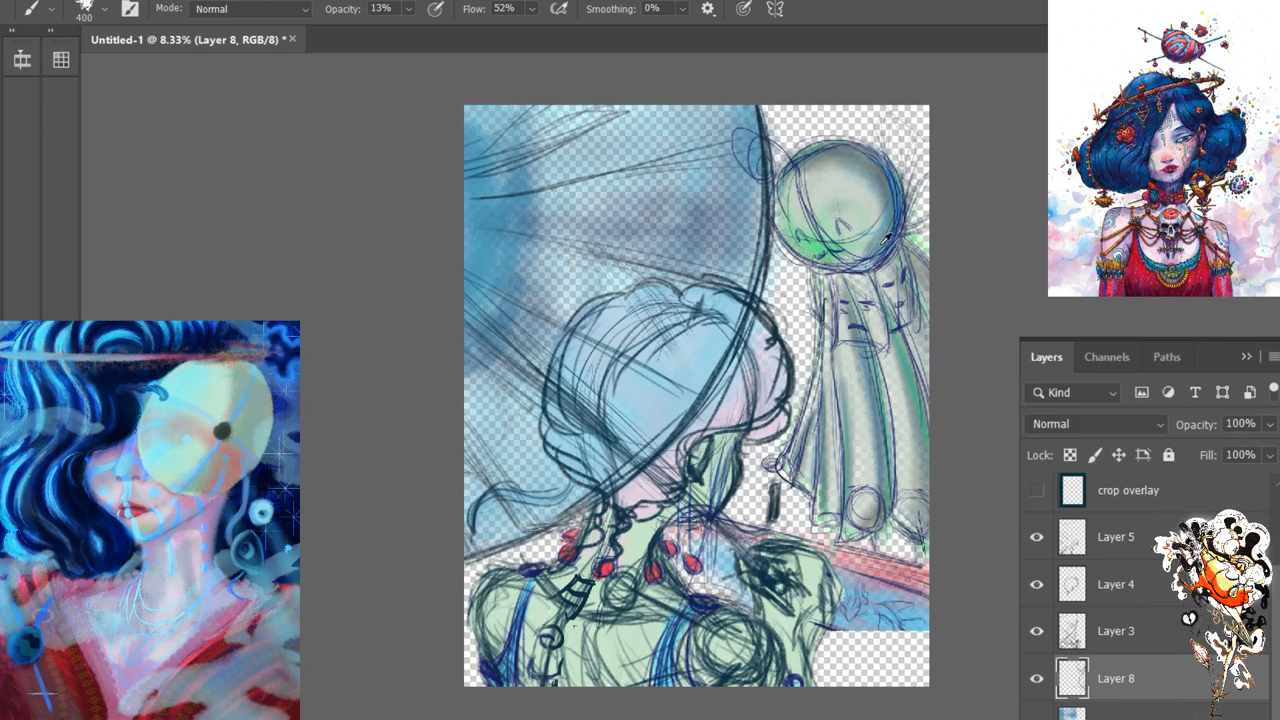 Mode: Normal Opacity: 13% Flow: 52% Smoothing: 0%
400
Untitled-1 @ 8.33% (Layer 8, RGB/8) *
Layers Channels Paths
Kind
Normal Opacity: 100%
Lock: Fill: 100%
crop overlay
Layer 5
Layer 4
Layer 3
Layer 8